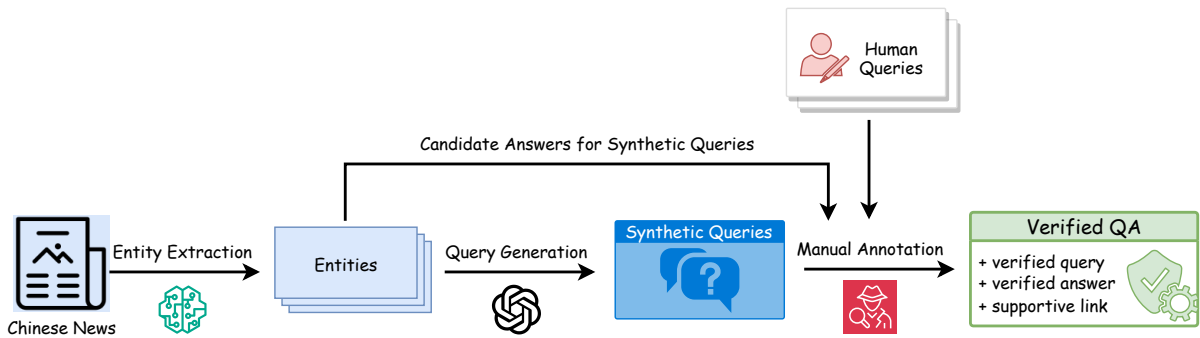 Human
Queries
Candidate Answers for Synthetic Queries
Chinese News
Entity Extraction
Entities
Query Generation
Synthetic Queries
?
Manual Annotation
Verified QA
+ verified query
+ verified answer
+ supportive link